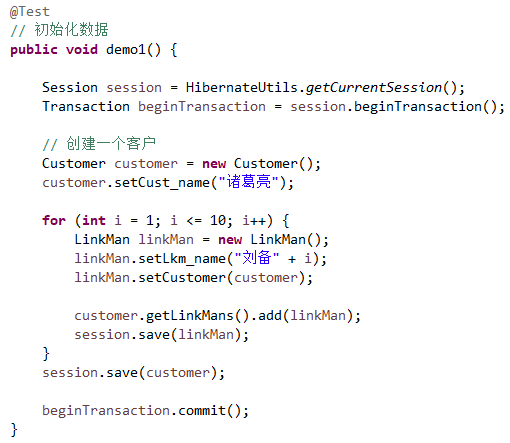 @Test
// 初始化数据
public void demo1() {
Session session = HibernateUtils.getCurrentSession();
Transaction beginTransaction = session.beginTransaction();
// 创建一个客户
Customer customer = new Customer();
customer.setCust_name("诸葛亮");
for (int i = 1; i <= 10; i++) {
LinkMan linkMan = new LinkMan();
linkMan.setLkm_name("刘备" + i);
linkMan.setCustomer(customer);
customer.getLinkMans().add(linkMan);
session.save(linkMan);
}
session.save(customer);
beginTransaction.commit();
}